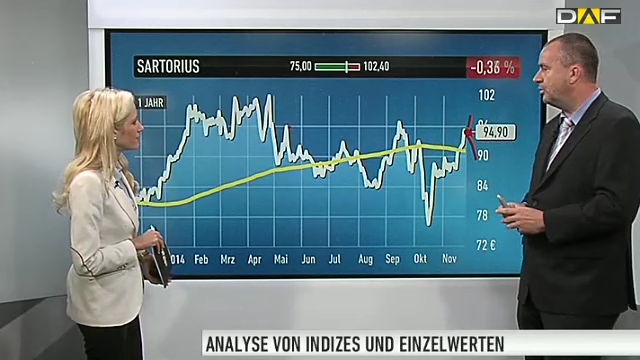 DAF
SARTORIUS 75,00 102,40 -0,36 %
1 JAHR
102
94,90
90
84
78
72 €
2014 Feb Mrz Apr Mai Jun Jul Aug Sep Okt Nov
ANALYSE VON INDIZES UND EINZELWERTEN